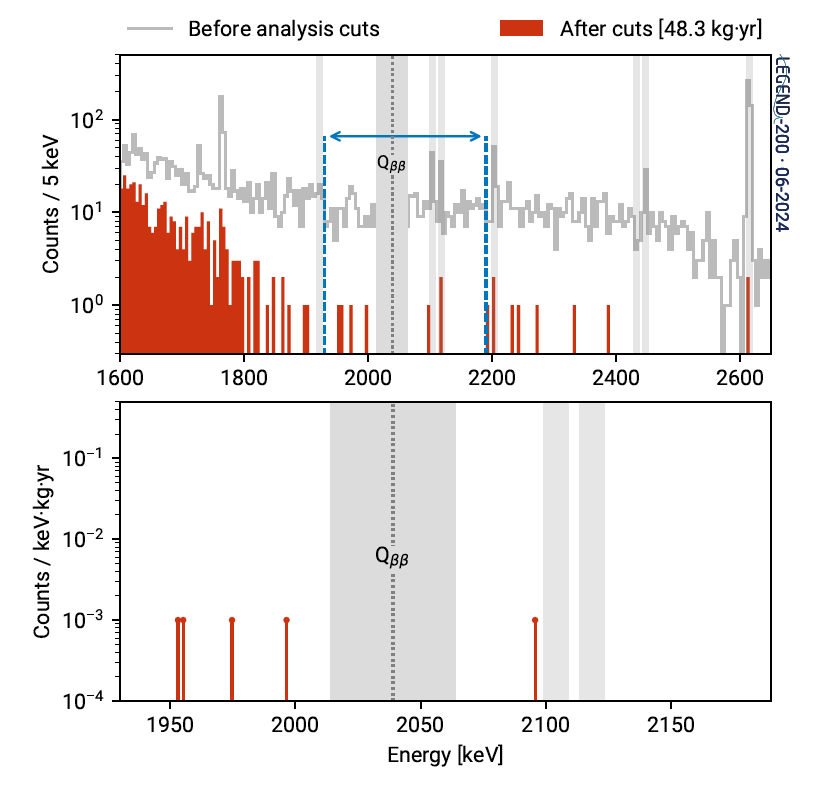 Before analysis cuts
After cuts [48.3 kg·yr]
LEGEND-200 · 06-2024
Counts / 5 keV
10²
10¹
10⁰
Qββ
1600 1800 2000 2200 2400 2600
Counts / keV·kg·yr
10⁻¹
10⁻²
10⁻³
10⁻⁴
Qββ
1950 2000 2050 2100 2150
Energy [keV]